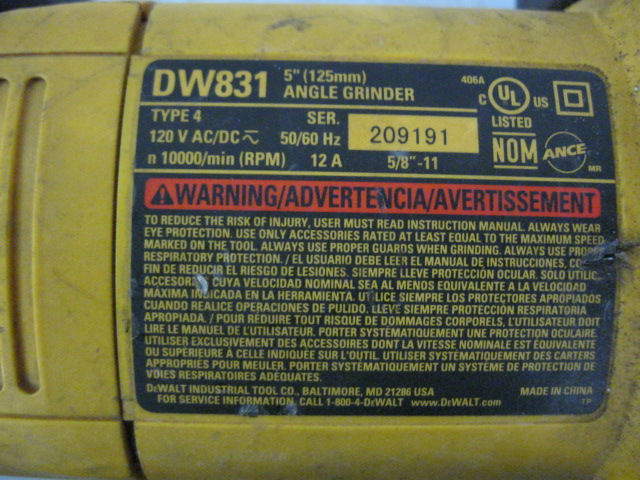 DW831 5" (125mm) ANGLE GRINDER
406A
C UL US
LISTED
TYPE 4 SER. 209191
120 V AC/DC 50/60 Hz
n 10000/min (RPM) 12 A 5/8"-11
NOM ANCE MR
WARNING/ADVERTENCIA/AVERTISSEMENT
TO REDUCE THE RISK OF INJURY, USER MUST READ INSTRUCTION MANUAL. ALWAYS WEAR
EYE PROTECTION. USE ONLY ACCESSORIES RATED AT LEAST EQUAL TO THE MAXIMUM SPEED
MARKED ON THE TOOL. ALWAYS USE PROPER GUARDS WHEN GRINDING. ALWAYS USE PROPER
RESPIRATORY PROTECTION. / EL USUARIO DEBE LEER EL MANUAL DE INSTRUCCIONES, CO
FIN DE REDUCIR EL RIESGO DE LESIONES. SIEMPRE LLEVE PROTECCIÓN OCULAR. SOLO UTILIC
ACCESORI CUYA VELOCIDAD NOMINAL SEA AL MENOS EQUIVALENTE A LA VELOCIDAD
MÁXIMA INDICADA EN LA HERRAMIENTA. UTILICE SIEMPRE LOS PROTECTORES APROPIADOS
CUANDO REALICE OPERACIONES DE PULIDO. LLEVE SIEMPRE PROTECCIÓN RESPIRATORIA
APROPIADA. / POUR RÉDUIRE TOUT RISQUE DE DOMMAGES CORPORELS, L'UTILISATEUR DOIT
LIRE LE MANUEL DE L'UTILISATEUR. PORTER SYSTÉMATIQUEMENT UNE PROTECTION OCULAIRE.
UTILISER EXCLUSIVEMENT DES ACCESSOIRES DONT LA VITESSE NOMINALE EST ÉQUIVALENTE
OU SUPÉRIEURE A CELLE INDIQUÉE SUR L'OUTIL. UTILISER SYSTÉMATIQUEMENT DES CARTERS
APPROPRIÉS POUR MEULER. PORTER SYSTÉMATIQUEMENT UN SYSTÈME DE PROTECTION DE
VOIES RESPIRATOIRES ADÉQUATES.
DEWALT INDUSTRIAL TOOL CO., BALTIMORE, MD 21286 USA MADE IN CHINA
FOR SERVICE INFORMATION, CALL 1-800-4-DEWALT www.DEWALT.com TP